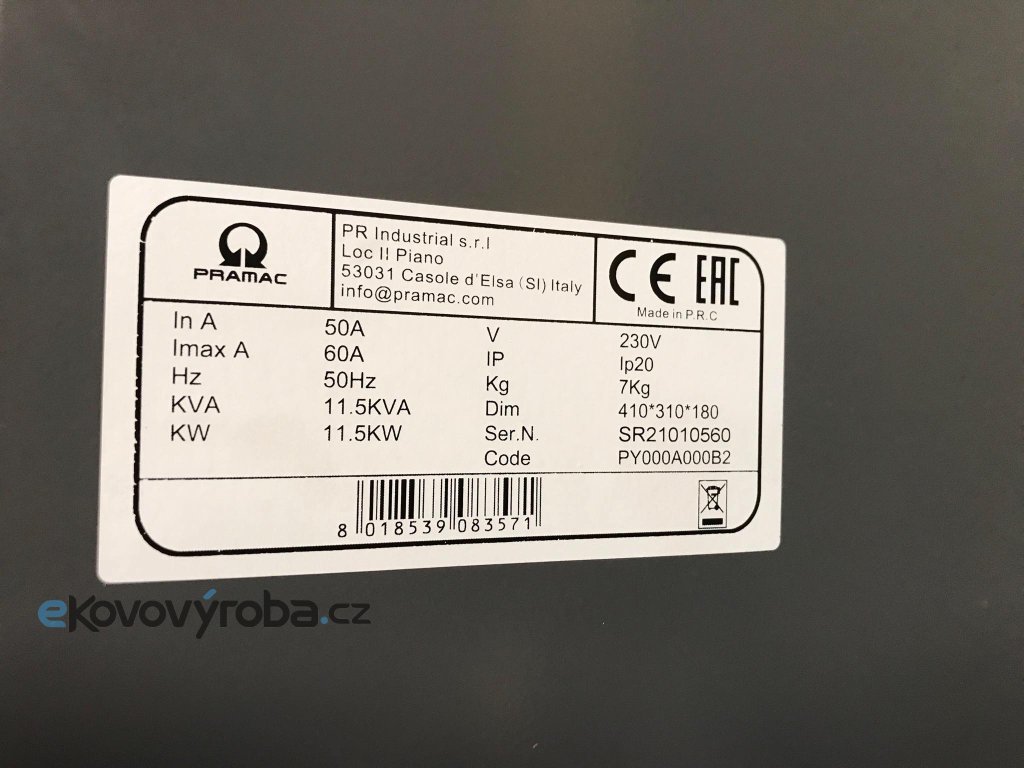 PRAMAC
PR Industrial s.r.l
Loc Il Piano
53031 Casole d'Elsa (SI) Italy
info@pramac.com
CE EAC
Made in P.R.C
In A 50A
Imax A 60A
Hz 50Hz
KVA 11.5KVA
KW 11.5KW
V 230V
IP Ip20
Kg 7Kg
Dim 410*310*180
Ser.N. SR21010560
Code PY000A000B2
8 018539 083571
eKovovýroba.cz